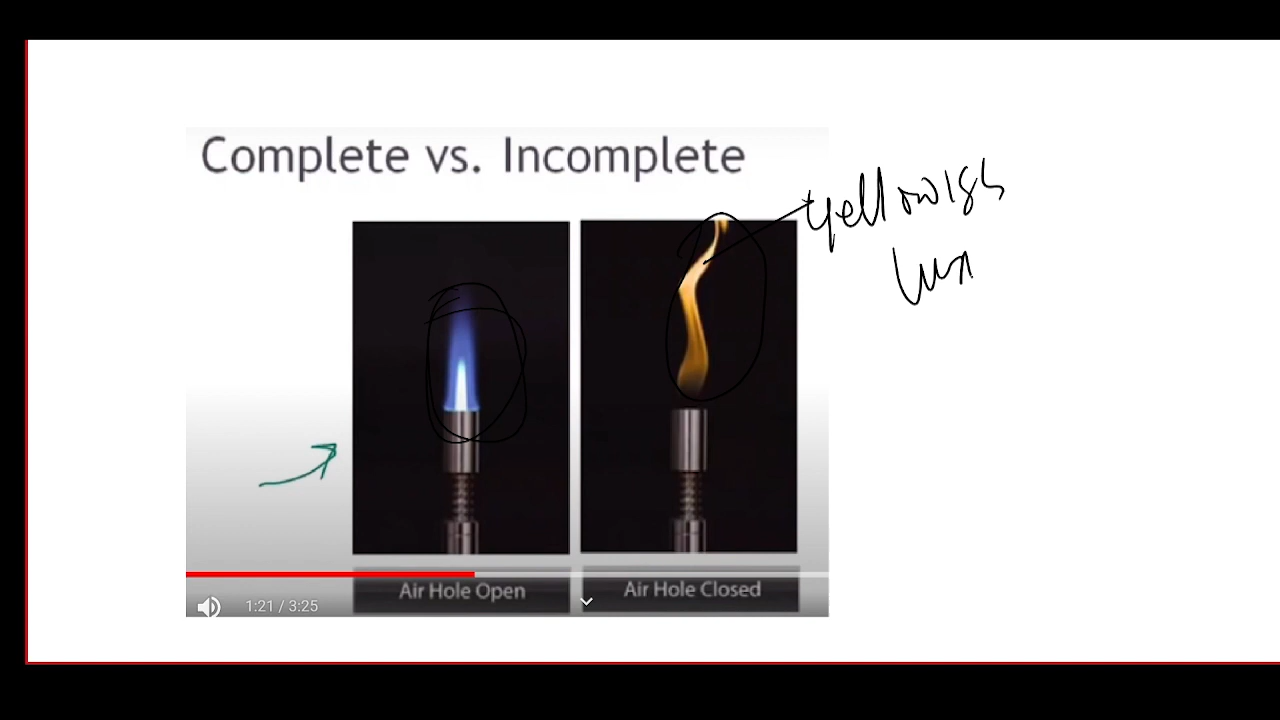 Complete vs. Incomplete
yellowish
Air Hole Open
Air Hole Closed
1:21 / 3:25